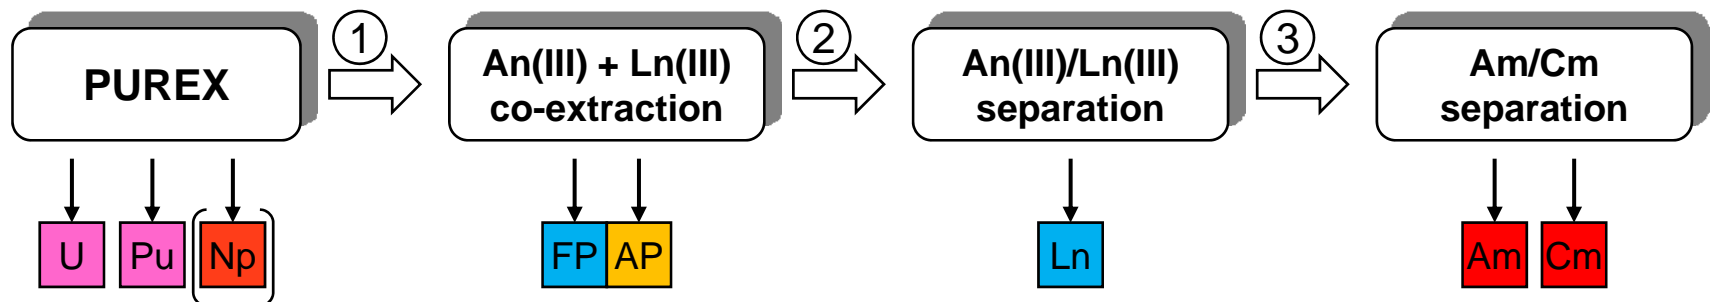 1
2
3
PUREX
An(III) + Ln(III)
co-extraction
An(III)/Ln(III)
separation
Am/Cm
separation
U
Pu
Np
FP
AP
Ln
Am
Cm